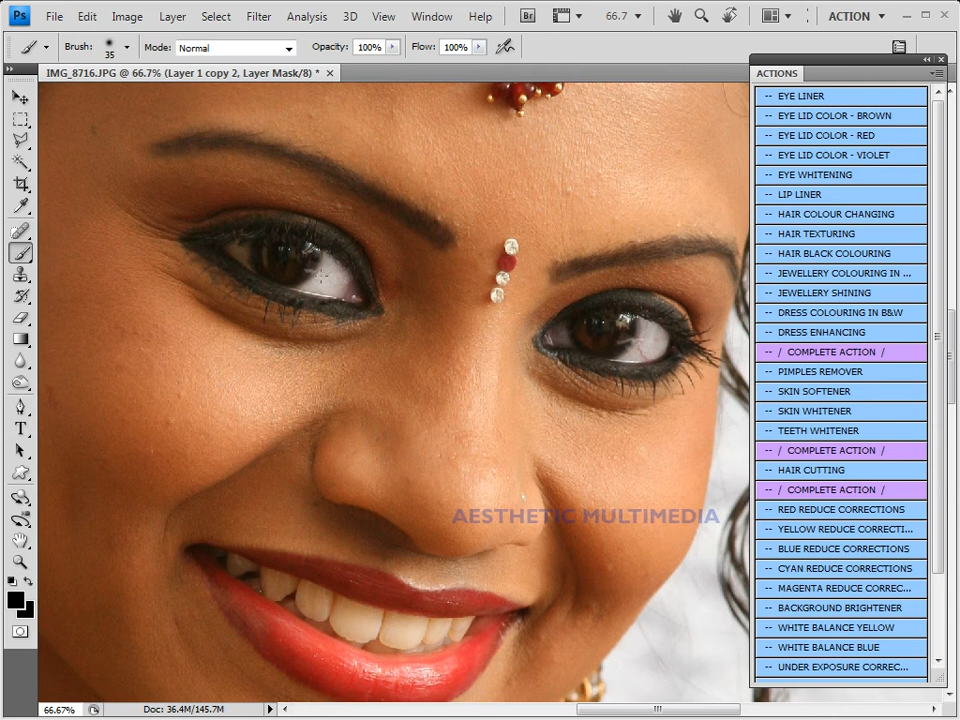 Ps File Edit Image Layer Select Filter Analysis 3D View Window Help Br 66.7 ACTION
Brush: 35 Mode: Normal Opacity: 100% Flow: 100%
IMG_8716.JPG @ 66.7% (Layer 1 copy 2, Layer Mask/8) *
ACTIONS
-- EYE LINER
-- EYE LID COLOR - BROWN
-- EYE LID COLOR - RED
-- EYE LID COLOR - VIOLET
-- EYE WHITENING
-- LIP LINER
-- HAIR COLOUR CHANGING
-- HAIR TEXTURING
-- HAIR BLACK COLOURING
-- JEWELLERY COLOURING IN ...
-- JEWELLERY SHINING
-- DRESS COLOURING IN B&W
-- DRESS ENHANCING
-- / COMPLETE ACTION /
-- PIMPLES REMOVER
-- SKIN SOFTENER
-- SKIN WHITENER
-- TEETH WHITENER
-- / COMPLETE ACTION /
-- HAIR CUTTING
-- / COMPLETE ACTION /
-- RED REDUCE CORRECTIONS
-- YELLOW REDUCE CORRECTI...
-- BLUE REDUCE CORRECTIONS
-- CYAN REDUCE CORRECTIONS
-- MAGENTA REDUCE CORREC...
-- BACKGROUND BRIGHTENER
-- WHITE BALANCE YELLOW
-- WHITE BALANCE BLUE
-- UNDER EXPOSURE CORREC...
AESTHETIC MULTIMEDIA
T
66.67% Doc: 36.4M/145.7M